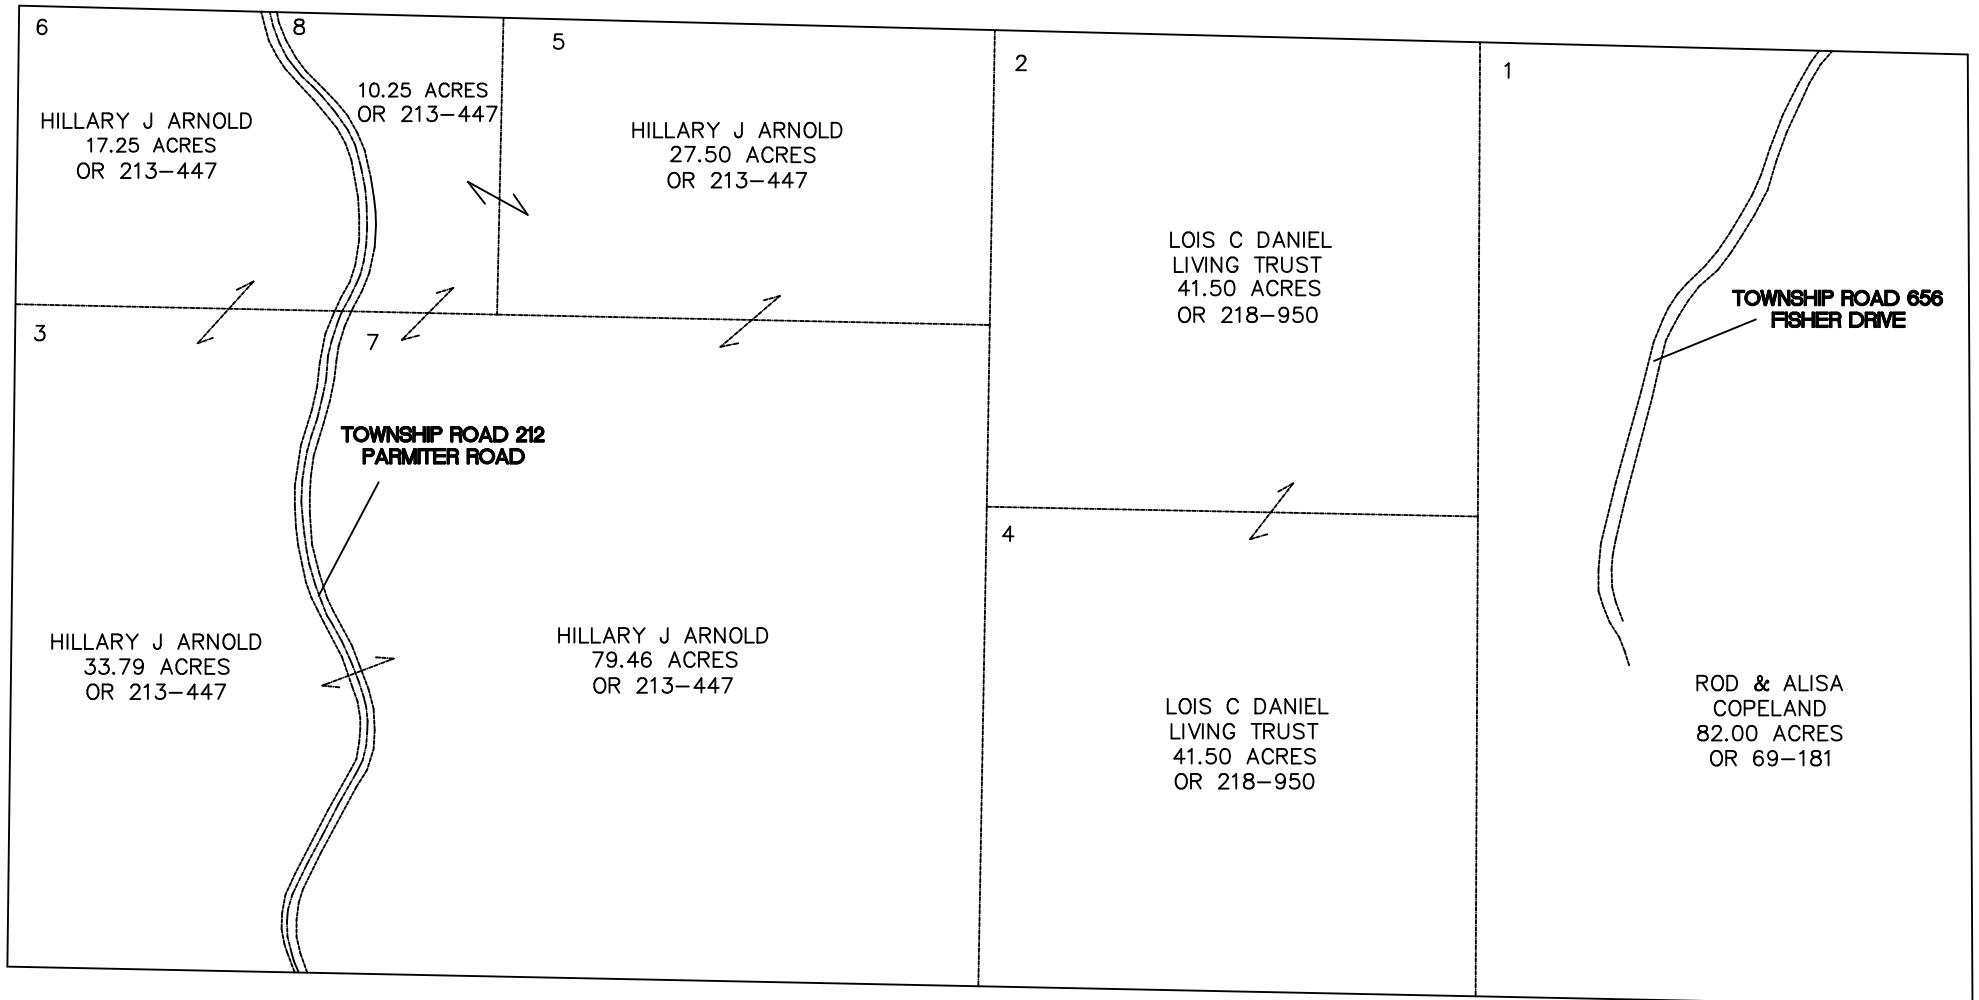 6
HILLARY J ARNOLD
17.25 ACRES
OR 213-447
8
10.25 ACRES
OR 213-447
5
HILLARY J ARNOLD
27.50 ACRES
OR 213-447
2
LOIS C DANIEL
LIVING TRUST
41.50 ACRES
OR 218-950
1
TOWNSHIP ROAD 656
FISHER DRIVE
ROD & ALISA
COPELAND
82.00 ACRES
OR 69-181
3
HILLARY J ARNOLD
33.79 ACRES
OR 213-447
7
TOWNSHIP ROAD 212
PARMITER ROAD
HILLARY J ARNOLD
79.46 ACRES
OR 213-447
4
LOIS C DANIEL
LIVING TRUST
41.50 ACRES
OR 218-950